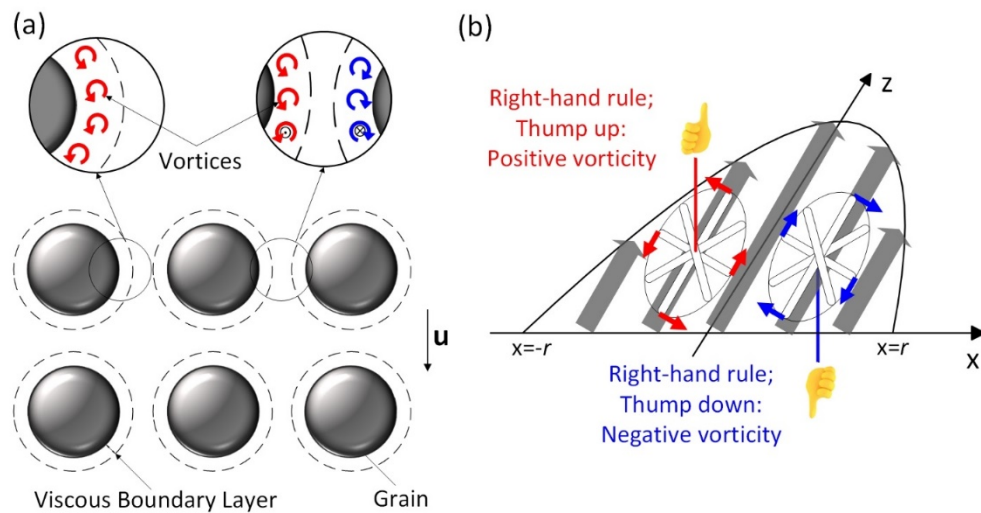 (a)
Vortices
u
Viscous Boundary Layer
Grain
(b)
z
Right-hand rule;
Thump up:
Positive vorticity
x=-r
x=r
X
Right-hand rule;
Thump down:
Negative vorticity